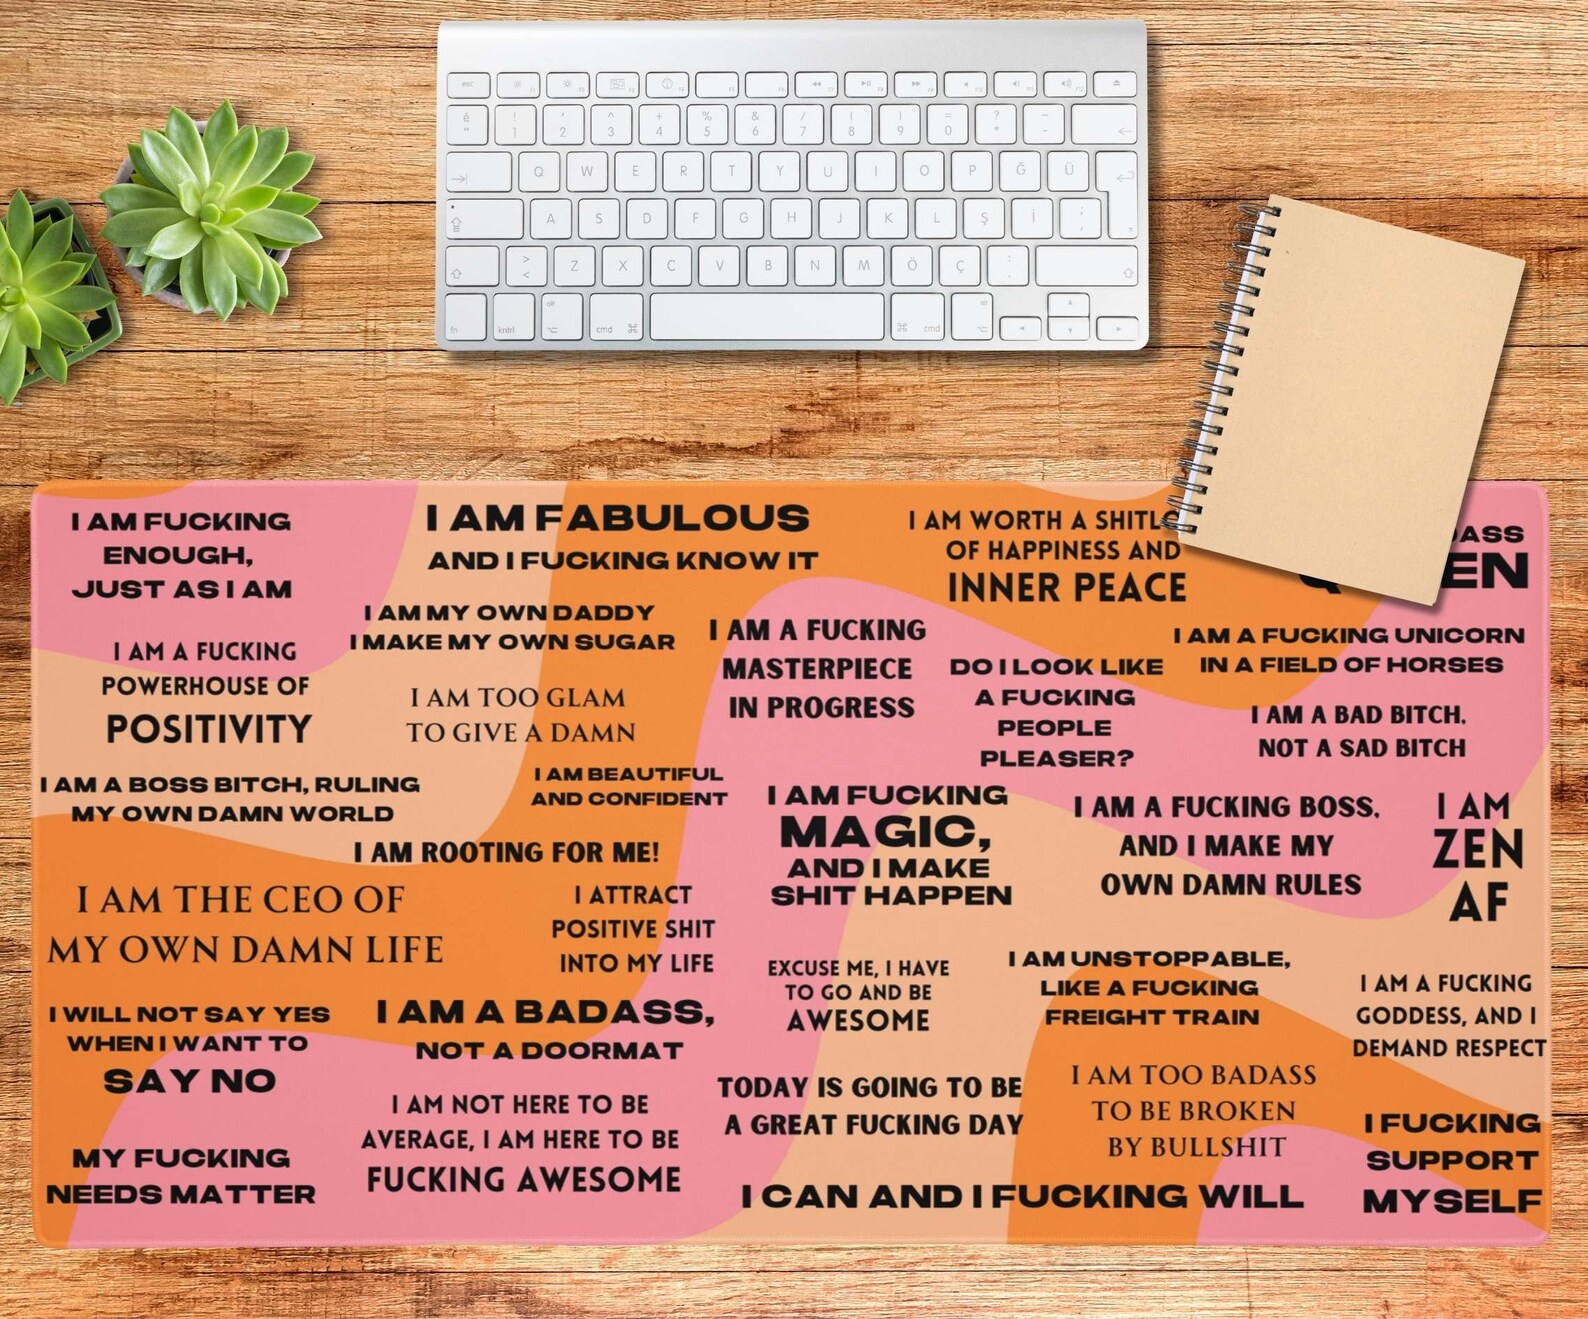 esc
é " ! 1 ' 2 ^ 3 + 4 % 5 & 6 / 7 ( 8 ) 9 = 0 ? * _ -
Q W E R T Y U I O P Ğ Ü
A S D F G H J K L Ş İ ; ,
> < Z X C V B N M Ö Ç : .
fn kntrl alt cmd cmd alt
I AM FUCKING
ENOUGH,
JUST AS I AM
I AM FABULOUS
AND I FUCKING KNOW IT
I AM WORTH A
OF HAPPINESS AND
INNER PEACE
I AM MY OWN DADDY
I MAKE MY OWN SUGAR
I AM A FUCKING
MASTERPIECE
IN PROGRESS
I AM A FUCKING UNICORN
IN A FIELD OF HORSES
I AM A FUCKING
POWERHOUSE OF
POSITIVITY
I AM TOO GLAM
TO GIVE A DAMN
DO I LOOK LIKE
A FUCKING
PEOPLE
PLEASER?
I AM A BAD BITCH.
NOT A SAD BITCH
I AM A BOSS BITCH, RULING
MY OWN DAMN WORLD
I AM BEAUTIFUL
AND CONFIDENT
I AM FUCKING
MAGIC,
AND I MAKE
SHIT HAPPEN
I AM A FUCKING BOSS.
AND I MAKE MY
OWN DAMN RULES
I AM
ZEN
AF
I AM ROOTING FOR ME!
I AM THE CEO OF
MY OWN DAMN LIFE
I ATTRACT
POSITIVE SHIT
INTO MY LIFE
EXCUSE ME, I HAVE
TO GO AND BE
AWESOME
I AM UNSTOPPABLE,
LIKE A FUCKING
FREIGHT TRAIN
I AM A FUCKING
GODDESS, AND I
DEMAND RESPECT
I WILL NOT SAY YES
WHEN I WANT TO
SAY NO
I AM A BADASS,
NOT A DOORMAT
I AM NOT HERE TO BE
AVERAGE, I AM HERE TO BE
FUCKING AWESOME
TODAY IS GOING TO BE
A GREAT FUCKING DAY
I AM TOO BADASS
TO BE BROKEN
BY BULLSHIT
I FUCKING
SUPPORT
MYSELF
MY FUCKING
NEEDS MATTER
I CAN AND I FUCKING WILL